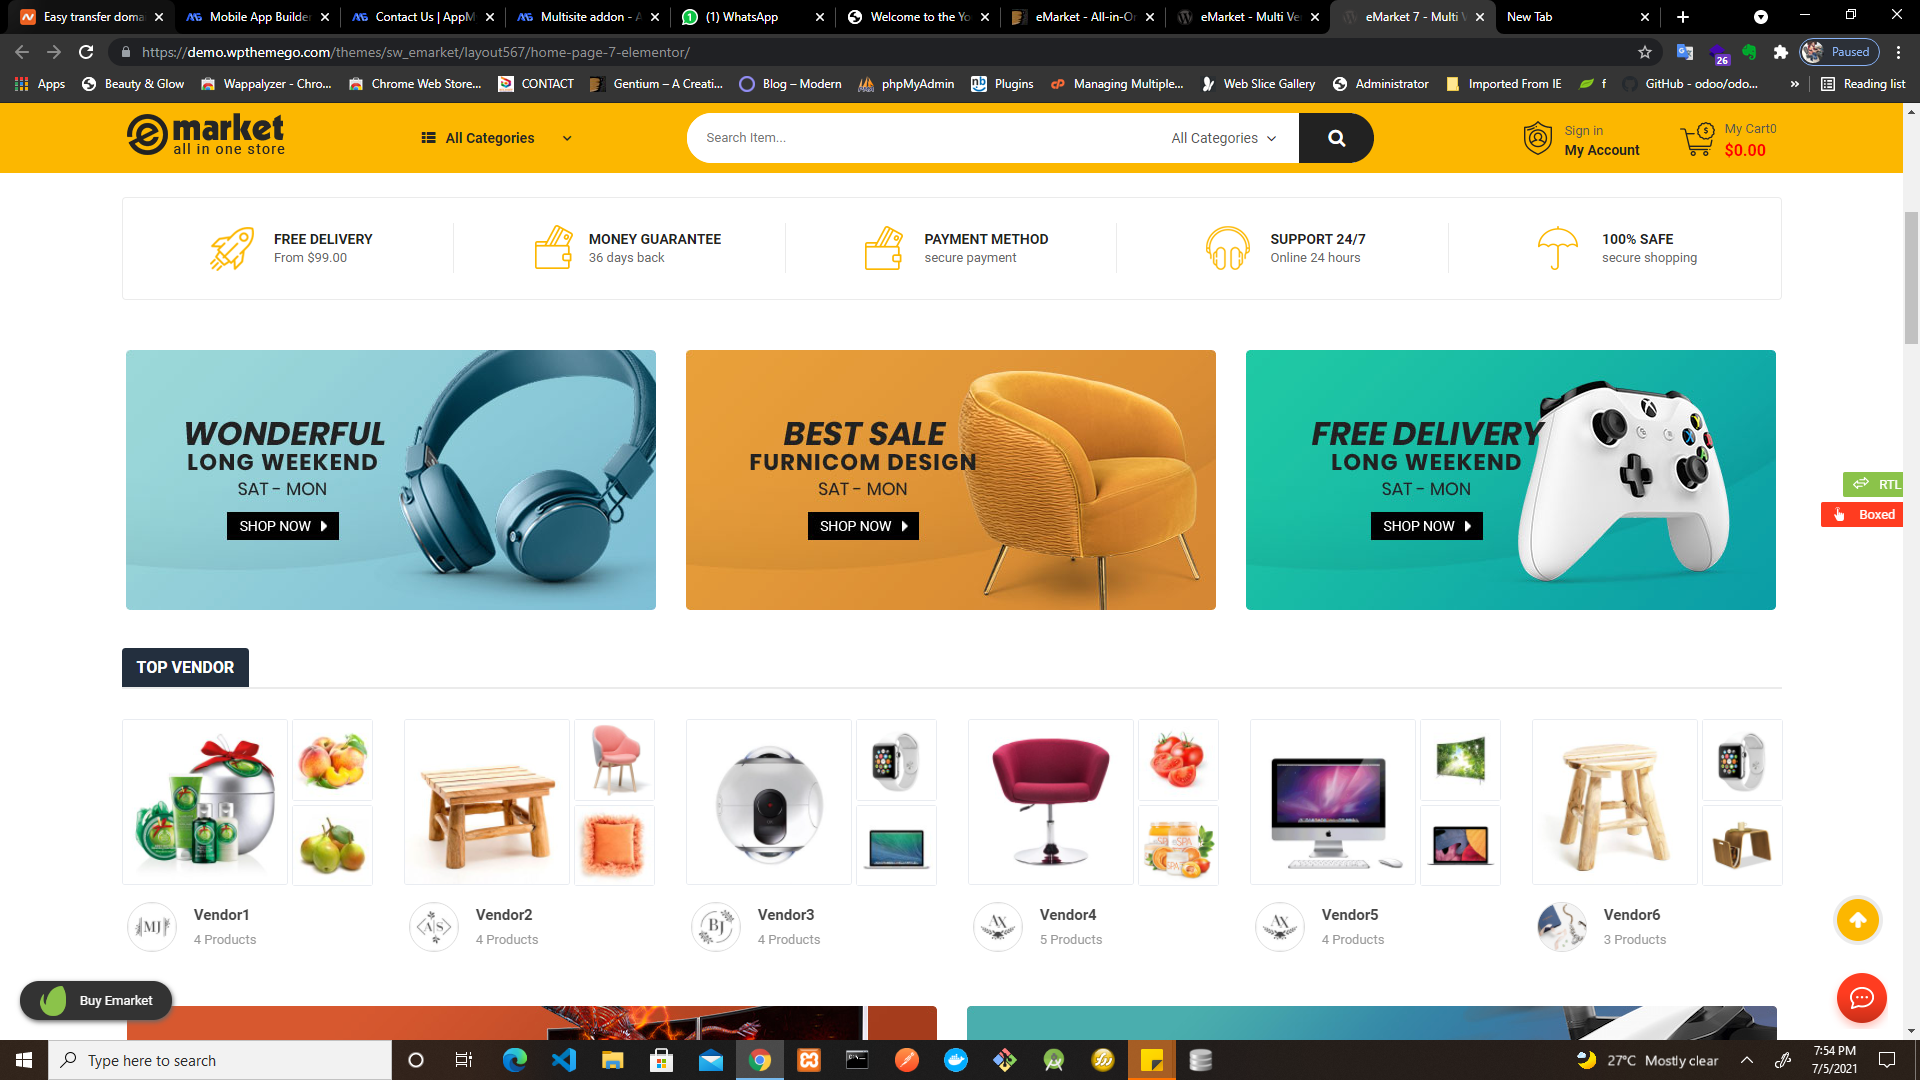 Easy transfer doma
Mobile App Builder
Contact Us | AppM
Multisite addon - A
(1) WhatsApp
Welcome to the Yo
eMarket - All-in-O
eMarket - Multi Ve
eMarket 7 - Multi V
New Tab
https://demo.wpthemego.com/themes/sw_emarket/layout567/home-page-7-elementor/
26
Paused
Apps
Beauty & Glow
Wappalyzer - Chro...
Chrome Web Store...
CONTACT
Gentium – A Creati...
Blog – Modern
phpMyAdmin
Plugins
Managing Multiple...
Web Slice Gallery
Administrator
Imported From IE
f
GitHub - odoo/odo...
»
Reading list
e market
all in one store
All Categories
Search Item...
All Categories
Sign in
My Account
$
My Cart0
$0.00
FREE DELIVERY
From $99.00
MONEY GUARANTEE
36 days back
PAYMENT METHOD
secure payment
SUPPORT 24/7
Online 24 hours
100% SAFE
secure shopping
WONDERFUL
LONG WEEKEND
SAT - MON
SHOP NOW
BEST SALE
FURNICOM DESIGN
SAT - MON
SHOP NOW
FREE DELIVERY
LONG WEEKEND
SAT - MON
SHOP NOW
RTL
Boxed
TOP VENDOR
MJ
Vendor1
4 Products
A S
Vendor2
4 Products
BJ
Vendor3
4 Products
AX
Vendor4
5 Products
AX
Vendor5
4 Products
Vendor6
3 Products
Buy Emarket
Type here to search
27°C Mostly clear
7:54 PM
7/5/2021